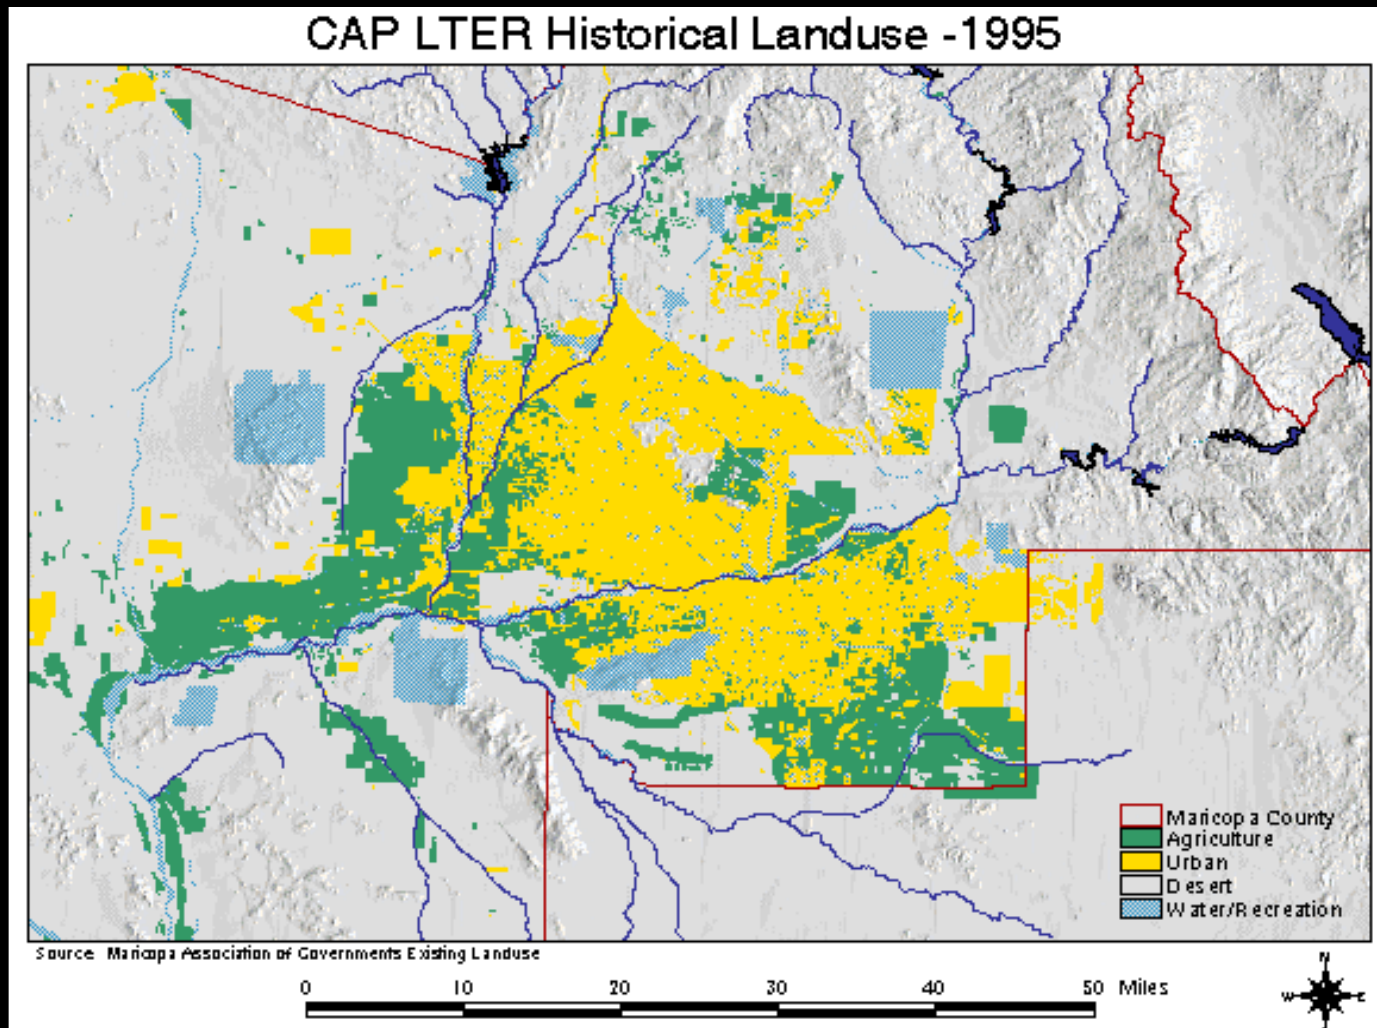 CAP LTER Historical Landuse -1995
Maricopa County
Agriculture
Urban
Desert
Water/Recreation
Source Maricopa Association of Governments Existing Landuse
N
W E
S
0 10 20 30 40 50 Miles